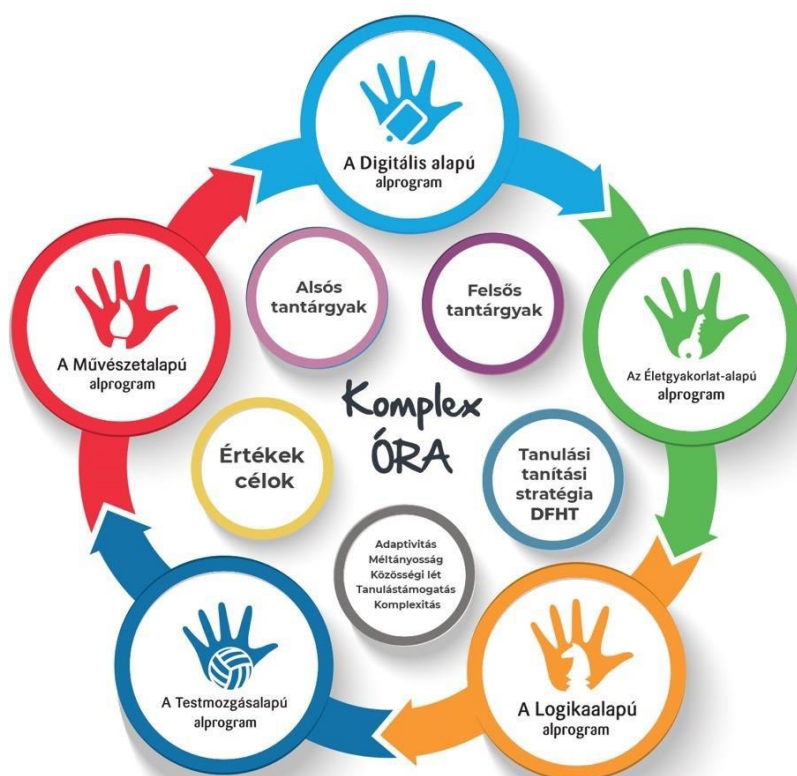 A Digitális alapú
alprogram
A Művészetalapú
alprogram
Alsós
tantárgyak
Felsős
tantárgyak
Az Életgyakorlat-alapú
alprogram
Komplex
ÓRA
Értékek
célok
Tanulási
tanítási
stratégia
DFHT
Adaptivitás
Méltányosság
Közösségi lét
Tanulástámogatás
Komplexitás
A Testmozgásalapú
alprogram
A Logikaalapú
alprogram